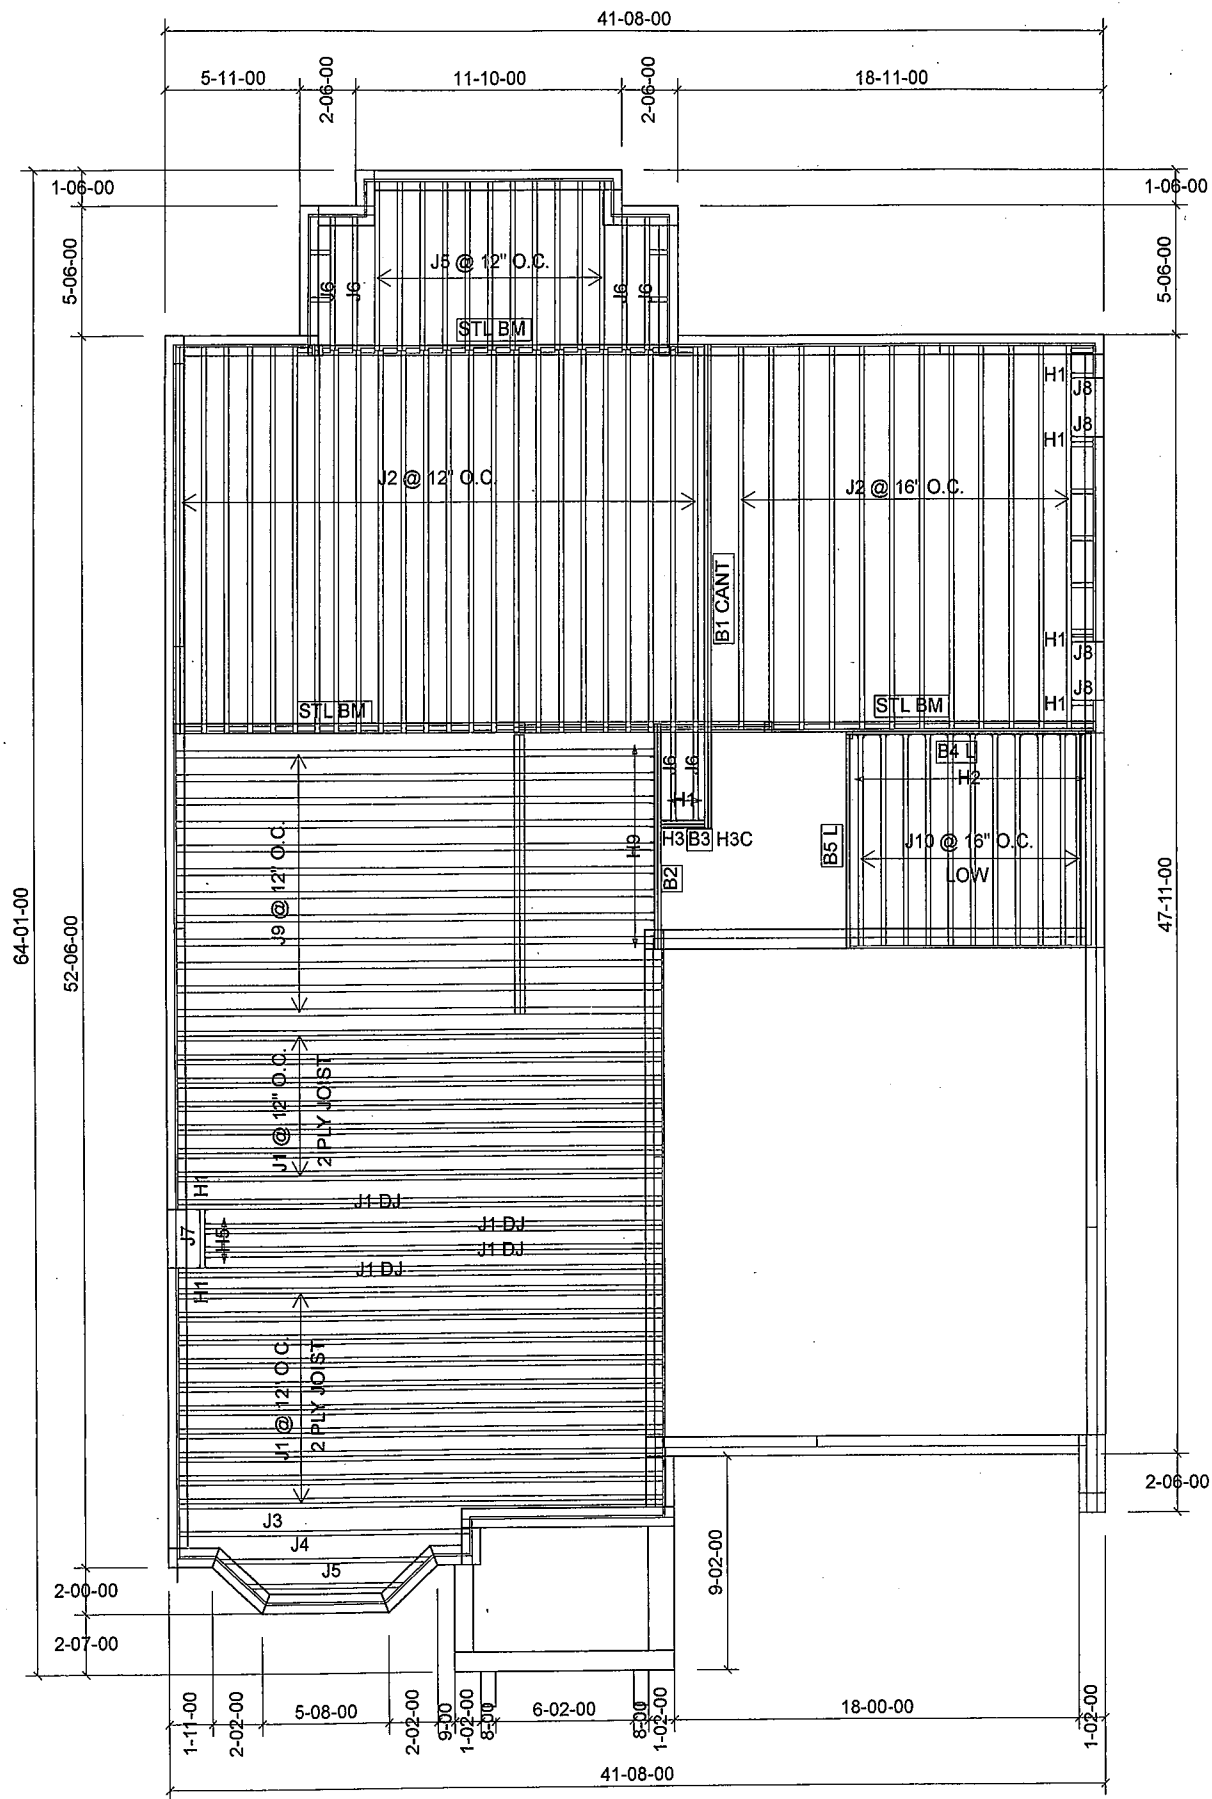 41-08-00
5-11-00
2-06-00
11-10-00
2-06-00
18-11-00
1-06-00
1-06-00
5-06-00
5-06-00
J5 @ 12" O.C.
J6
J6
J6
J6
STL BM
H1
J8
J8
H1
J2 @ 12" O.C.
J2 @ 16' O.C.
B1 CANT
H1
J8
J8
H1
STL BM
STL BM
J6
J6
B4 L
H2
H1
H9
H3
B3
H3C
B5 L
J10 @ 16" O.C.
LOW
B2
J9 @ 12" O.C.
64-01-00
52-06-00
47-11-00
J1 @ 12" O.C.
2 PLY JOIST
H1
J1 DJ
J7
H5
J1 DJ
J1 DJ
J1 DJ
H1
J1 @ 12" O.C.
2 PLY JOIST
2-06-00
J3
J4
J5
9-02-00
2-00-00
2-07-00
1-11-00
2-02-00
5-08-00
2-02-00
9-00
1-02-00
8-00
6-02-00
8-00
1-02-00
18-00-00
1-02-00
41-08-00